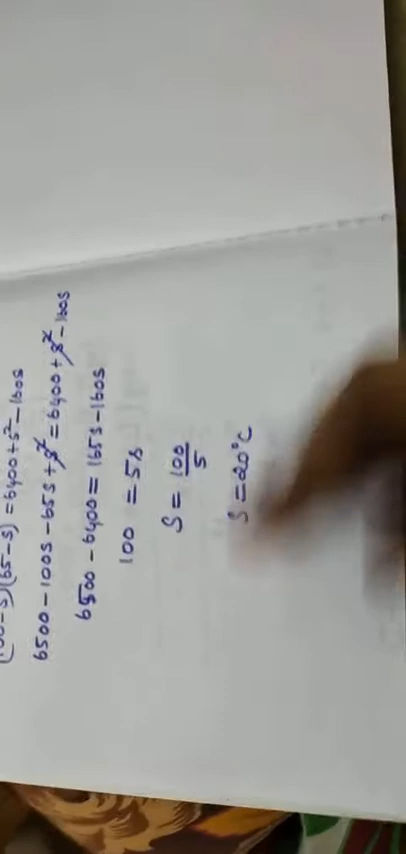 (100-S)(65-S) = 6400+S²-160S
6500-100S-65S+S² = 6400+S²-160S
6500-6400 = 165S-160S
100 = 5S
S = 100/5
S = 20°C